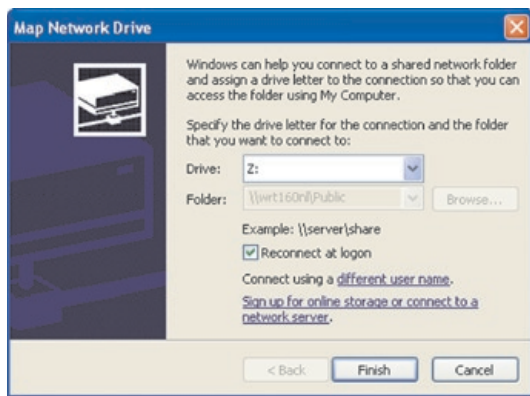 Map Network Drive
Windows can help you connect to a shared network folder
and assign a drive letter to the connection so that you can
access the folder using My Computer.
Specify the drive letter for the connection and the folder
that you want to connect to:
Drive: Z:
Folder: \\wrt160nl\Public Browse...
Example: \\server\share
Reconnect at logon
Connect using a different user name.
Sign up for online storage or connect to a
network server.
< Back Finish Cancel